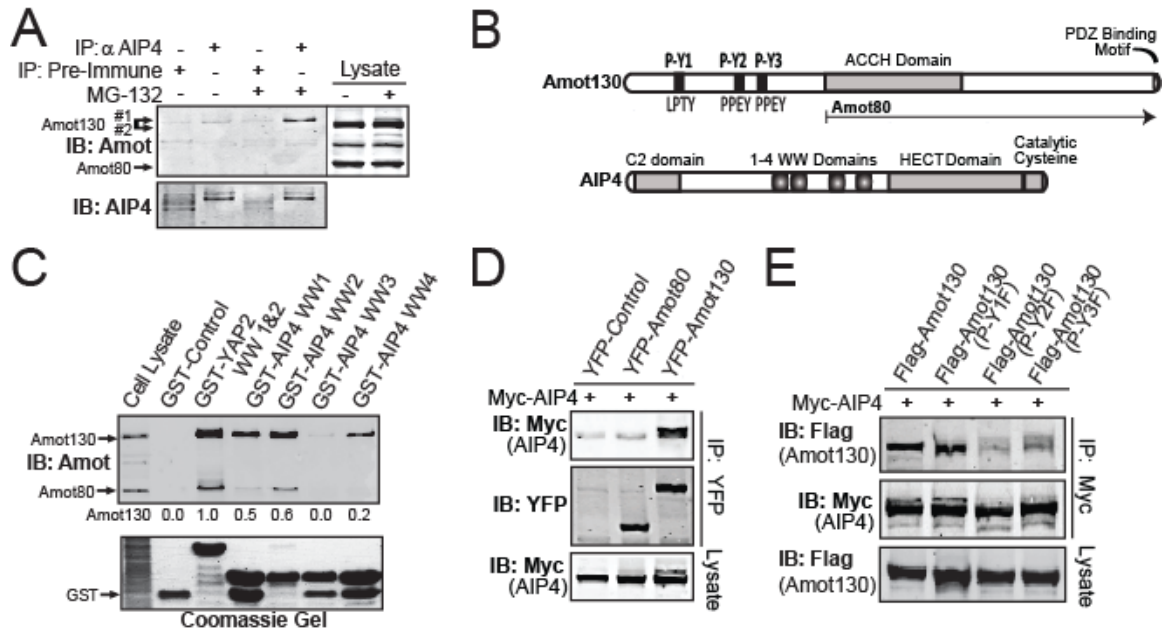 A
IP: α AIP4 - + - +
IP: Pre-Immune + - + -
MG-132 - - + +
Lysate
- +
Amot130 #1
#2
IB: Amot
Amot80
IB: AIP4
B
PDZ Binding
Motif
P-Y1 P-Y2 P-Y3 ACCH Domain
Amot130
LPTY PPEY PPEY Amot80
Catalytic
Cysteine
C2 domain 1-4 WW Domains HECT Domain
AIP4
C
Cell Lysate
GST-Control
GST-YAP2
WW 1&2
GST-AIP4 WW1
GST-AIP4 WW2
GST-AIP4 WW3
GST-AIP4 WW4
Amot130
IB: Amot
Amot80
Amot130 0.0 1.0 0.5 0.6 0.0 0.2
GST
Coomassie Gel
D
YFP-Control
YFP-Amot80
YFP-Amot130
Myc-AIP4 + + +
IB: Myc
(AIP4)
IB: YFP
IP: YFP
IB: Myc
(AIP4)
Lysate
E
Flag-Amot130
Flag-Amot130
(P-Y1F)
Flag-Amot130
(P-Y2F)
Flag-Amot130
(P-Y3F)
Myc-AIP4 + + + +
IB: Flag
(Amot130)
IB: Myc
(AIP4)
IP: Myc
IB: Flag
(Amot130)
Lysate